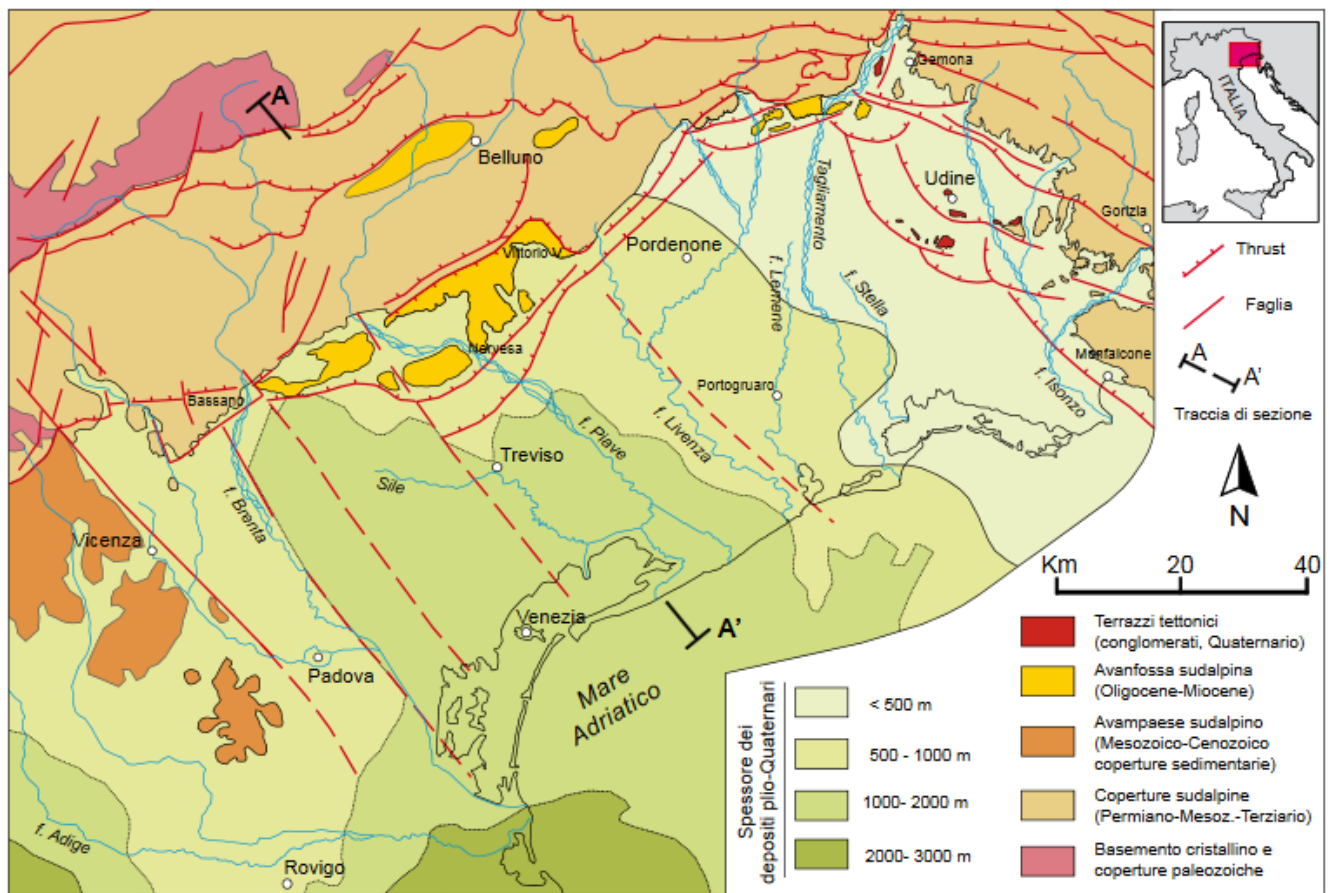 Gemona
A
Belluno
Udine
Gorizia
Tagliamento
Vittorio V.
Pordenone
f. Lemene
f. Stella
Nervesa
Monfalcone
Bassano
Portogruaro
f. Isonzo
f. Piave
f. Livenza
Treviso
Sile
f. Brenta
Vicenza
Venezia
A'
Padova
Mare
Adriatico
f. Adige
Rovigo
ITALIA
Thrust
Faglia
A
A'
Traccia di sezione
N
Km 20 40
Terrazzi tettonici
(conglomerati, Quaternario)
Avanfossa sudalpina
(Oligocene-Miocene)
Avampaese sudalpino
(Mesozoico-Cenozoico
coperture sedimentarie)
Coperture sudalpine
(Permiano-Mesoz.-Terziario)
Basemento cristallino e
coperture paleozoiche
Spessore dei
depositi plio-Quaternari
< 500 m
500 - 1000 m
1000- 2000 m
2000- 3000 m